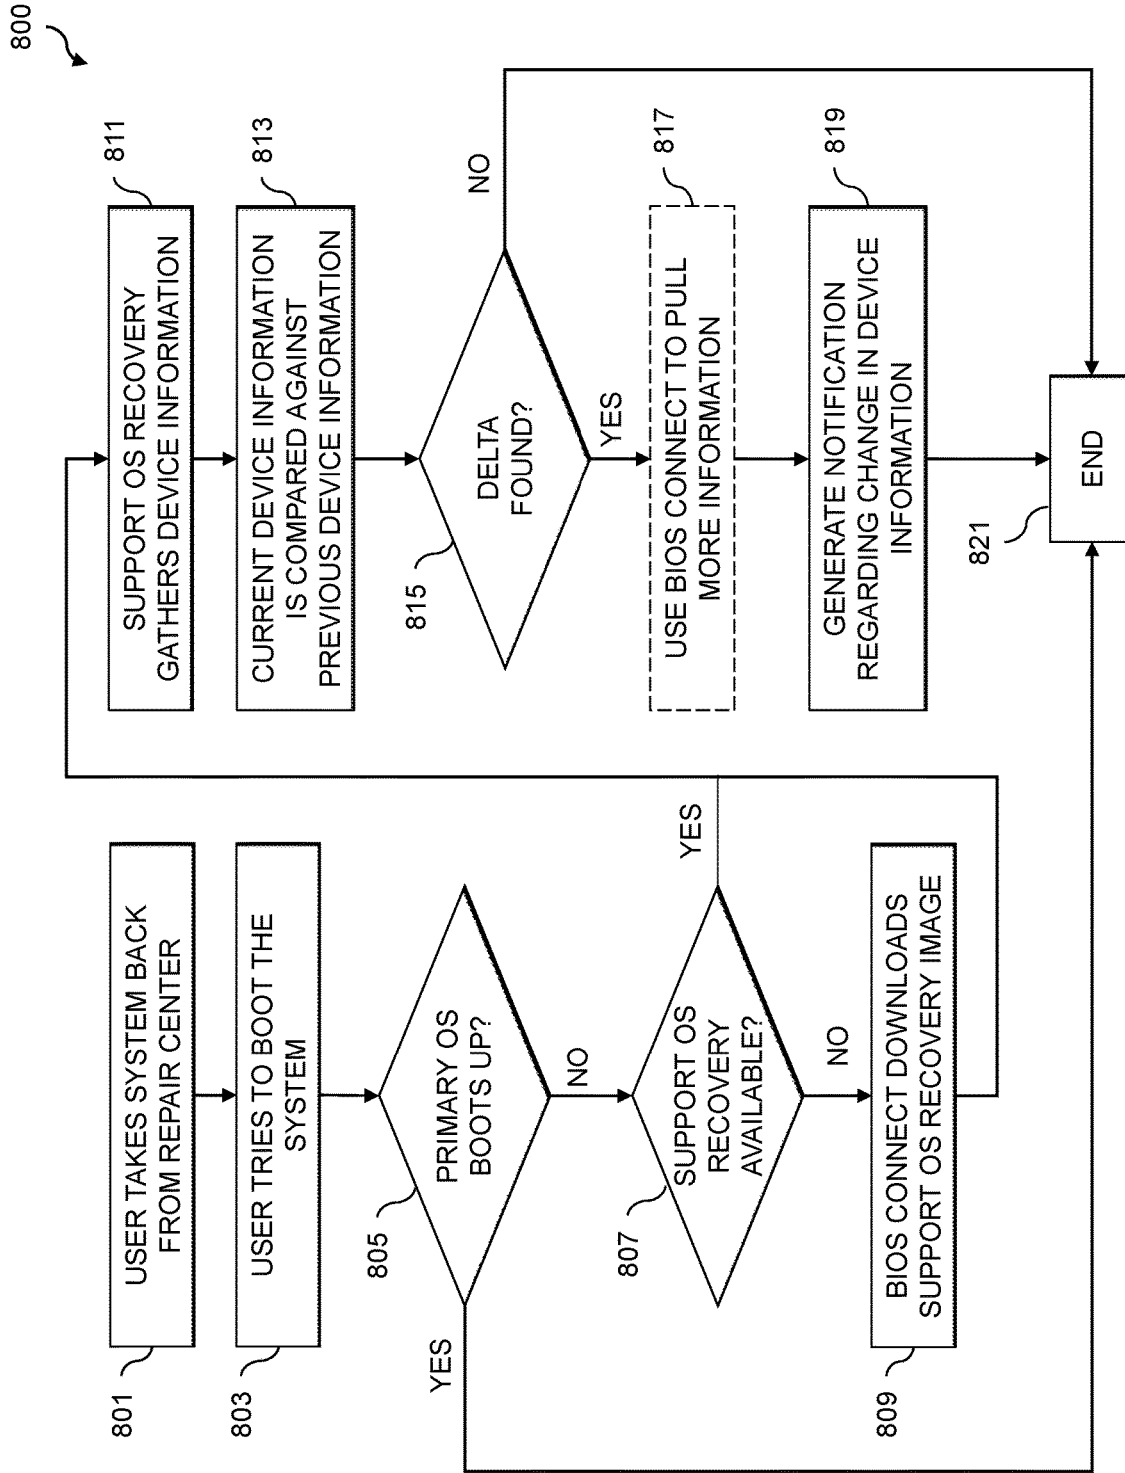 800
801
USER TAKES SYSTEM BACK
FROM REPAIR CENTER
803
USER TRIES TO BOOT THE
SYSTEM
805
PRIMARY OS
BOOTS UP?
YES
NO
807
SUPPORT OS
RECOVERY
AVAILABLE?
YES
NO
809
BIOS CONNECT DOWNLOADS
SUPPORT OS RECOVERY IMAGE
811
SUPPORT OS RECOVERY
GATHERS DEVICE INFORMATION
813
CURRENT DEVICE INFORMATION
IS COMPARED AGAINST
PREVIOUS DEVICE INFORMATION
815
DELTA
FOUND?
NO
YES
817
USE BIOS CONNECT TO PULL
MORE INFORMATION
819
GENERATE NOTIFICATION
REGARDING CHANGE IN DEVICE
INFORMATION
821
END